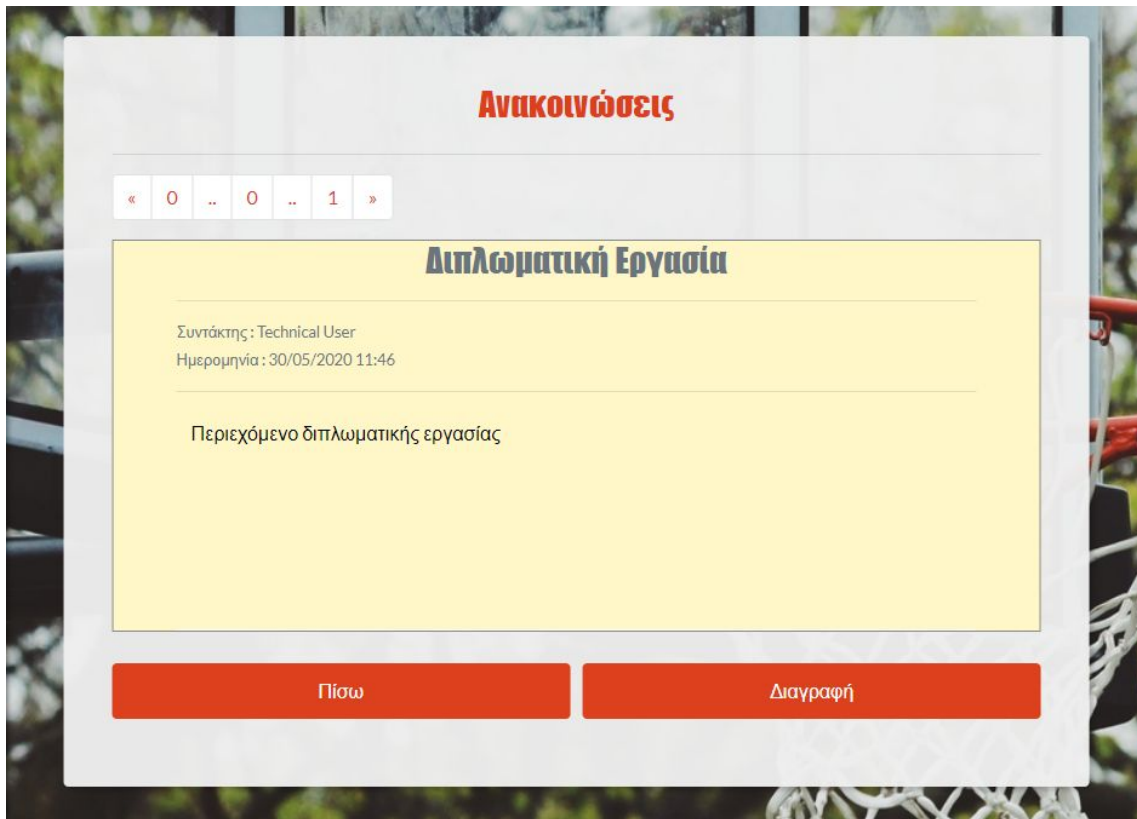 Ανακοινώσεις
« 0 .. 0 .. 1 »
Διπλωματική Εργασία
Συντάκτης : Technical User
Ημερομηνία : 30/05/2020 11:46
Περιεχόμενο διπλωματικής εργασίας
Πίσω Διαγραφή